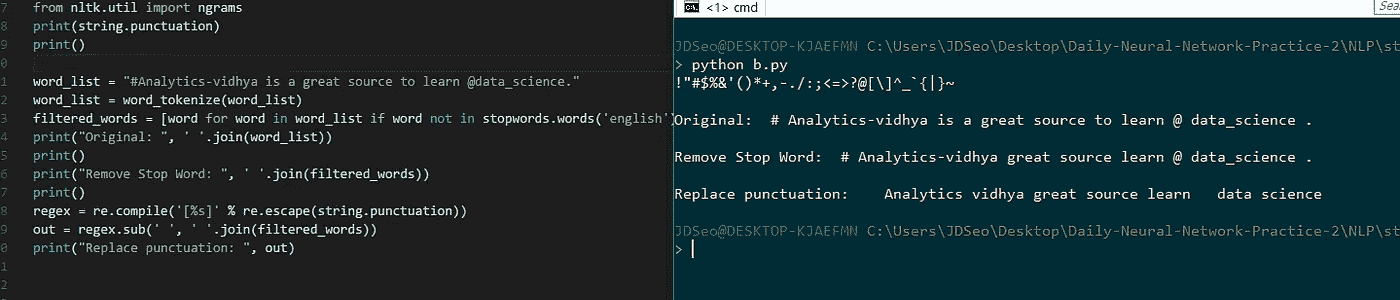 7 from nltk.util import ngrams
8 print(string.punctuation)
9 print()
0
1 word_list = "#Analytics-vidhya is a great source to learn @data_science."
2 word_list = word_tokenize(word_list)
3 filtered_words = [word for word in word_list if word not in stopwords.words('english')
4 print("Original: ", ' '.join(word_list))
5 print()
6 print("Remove Stop Word: ", ' '.join(filtered_words))
7 print()
8 regex = re.compile('[%s]' % re.escape(string.punctuation))
9 out = regex.sub(' ', ' '.join(filtered_words))
0 print("Replace punctuation: ", out)
1
2
<1> cmd
Sea
JDSeo@DESKTOP-KJAEFMN C:\Users\JDSeo\Desktop\Daily-Neural-Network-Practice-2\NLP\st
> python b.py
!"#$%&'()*+,-./:;<=>?@[\]^_`{|}~
Original:  # Analytics-vidhya is a great source to learn @ data_science .
Remove Stop Word:  # Analytics-vidhya great source learn @ data_science .
Replace punctuation:    Analytics vidhya great source learn   data science
JDSeo@DESKTOP-KJAEFMN C:\Users\JDSeo\Desktop\Daily-Neural-Network-Practice-2\NLP\st
>